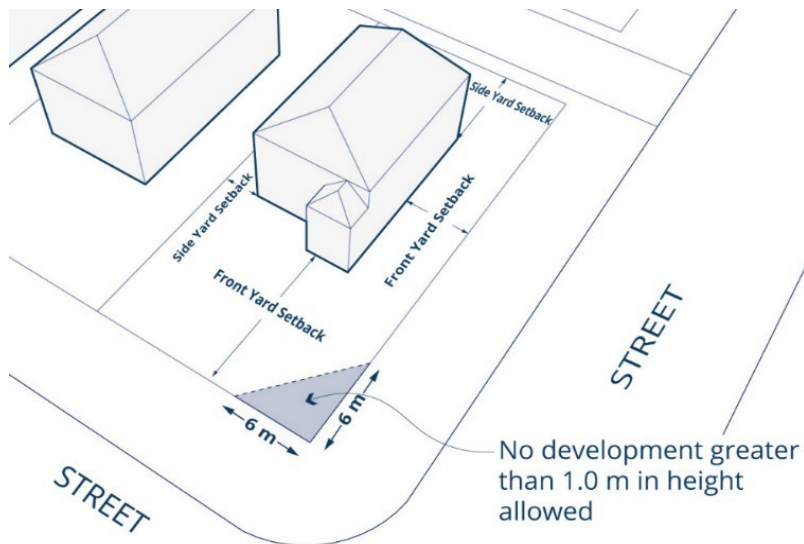 Side Yard Setback
Side Yard Setback
Front Yard Setback
Front Yard Setback
STREET
6 m
6 m
No development greater
than 1.0 m in height
allowed
STREET